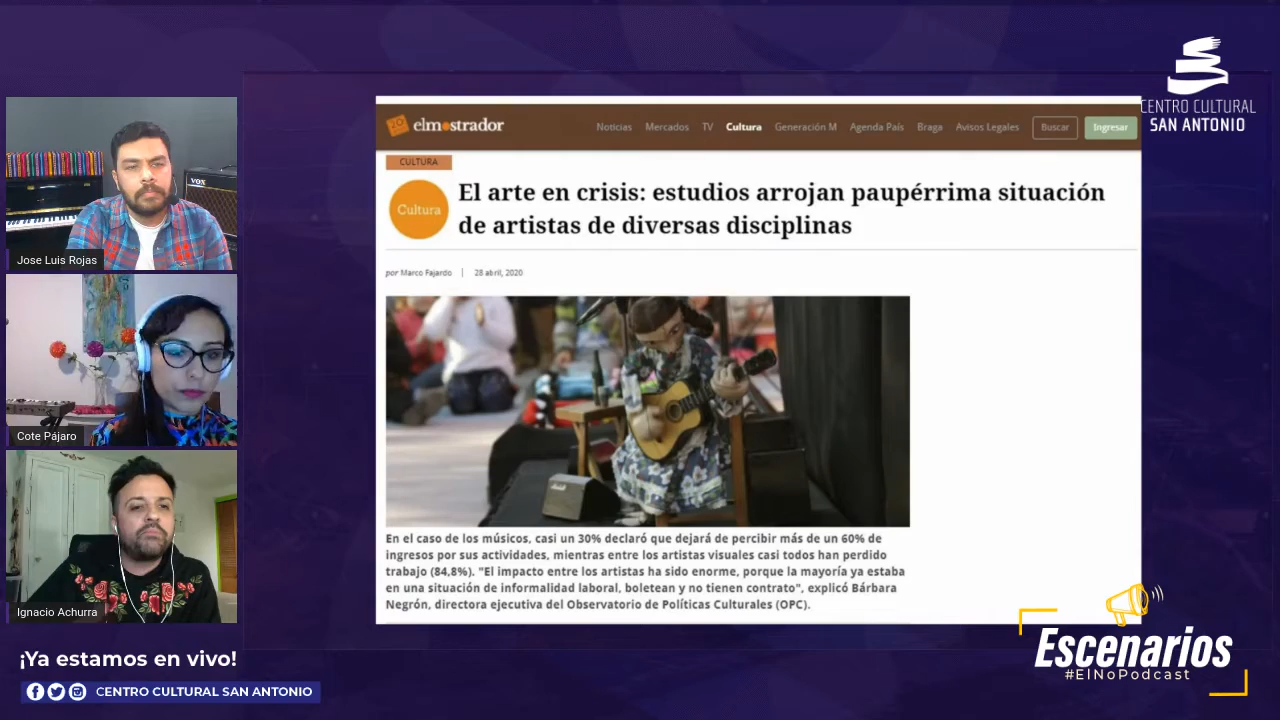 CENTRO CULTURAL
SAN ANTONIO
elmostrador
Noticias Mercados TV Cultura Generación M Agenda País Braga Avisos Legales Buscar Ingresar
CULTURA
Cultura
El arte en crisis: estudios arrojan paupérrima situación
de artistas de diversas disciplinas
por Marco Fajardo | 28 abril, 2020
En el caso de los músicos, casi un 30% declaró que dejará de percibir más de un 60% de
ingresos por sus actividades, mientras entre los artistas visuales casi todos han perdido
trabajo (84,8%). "El impacto entre los artistas ha sido enorme, porque la mayoría ya estaba
en una situación de informalidad laboral, boletean y no tienen contrato", explicó Bárbara
Negrón, directora ejecutiva del Observatorio de Políticas Culturales (OPC).
VOX
Jose Luis Rojas
Cote Pájaro
Ignacio Achurra
¡Ya estamos en vivo!
CENTRO CULTURAL SAN ANTONIO
Escenarios
#ElNoPodcast